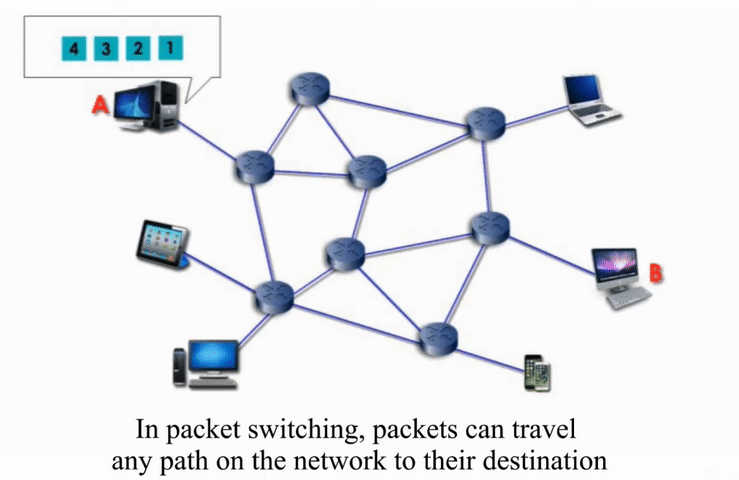 4 3 2 1
A
B
In packet switching, packets can travel
any path on the network to their destination